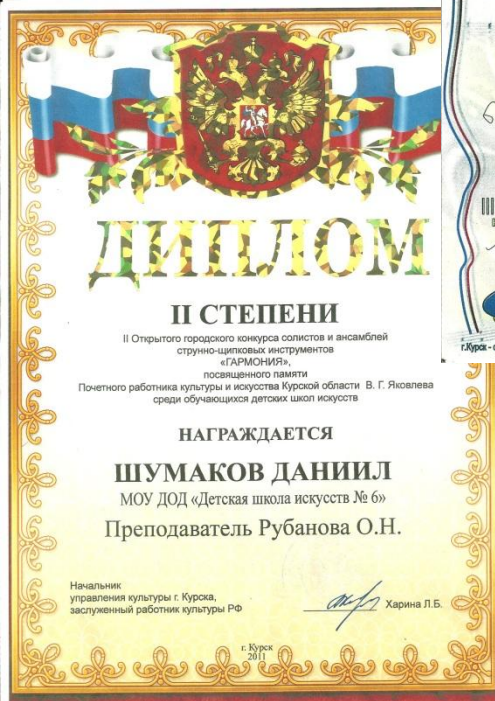 ДИПЛОМ
II СТЕПЕНИ
II Открытого городского конкурса солистов и ансамблей
струнно-щипковых инструментов
«ГАРМОНИЯ»,
посвященного памяти
Почетного работника культуры и искусства Курской области В. Г. Яковлева
среди обучающихся детских школ искусств
НАГРАЖДАЕТСЯ
ШУМАКОВ ДАНИИЛ
МОУ ДОД «Детская школа искусств № 6»
Преподаватель Рубанова О.Н.
Начальник
управления культуры г. Курска,
заслуженный работник культуры РФ
Харина Л.Б.
г. Курск
2011
г.Курск -